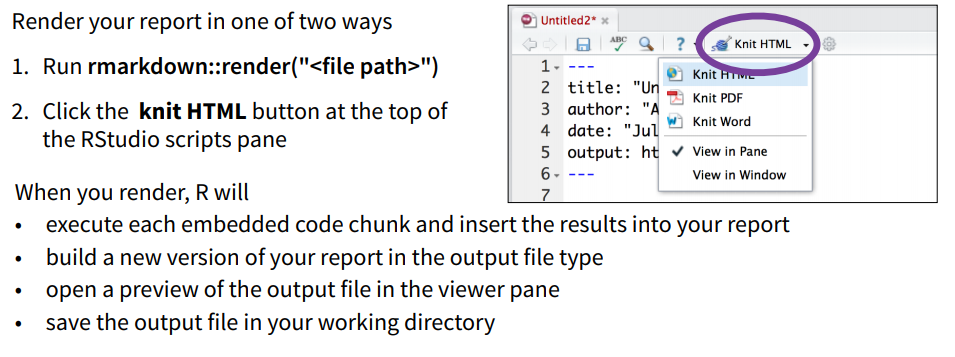 Render your report in one of two ways
1. Run rmarkdown::render("<file path>")
2. Click the knit HTML button at the top of
the RStudio scripts pane
When you render, R will
• execute each embedded code chunk and insert the results into your report
• build a new version of your report in the output file type
• open a preview of the output file in the viewer pane
• save the output file in your working directory
Untitled2*
ABC ? Knit HTML
1 ---
2 title: "Un
3 author: "A
4 date: "Jul
5 output: ht
6 ---
7
Knit HTML
Knit PDF
Knit Word
View in Pane
View in Window